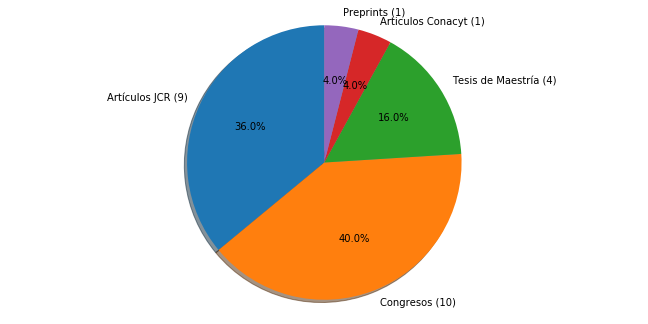 Preprints (1)
Articulos Conacyt (1)
Tesis de Maestría (4)
Artículos JCR (9)
Congresos (10)
4.0%
4.0%
16.0%
36.0%
40.0%